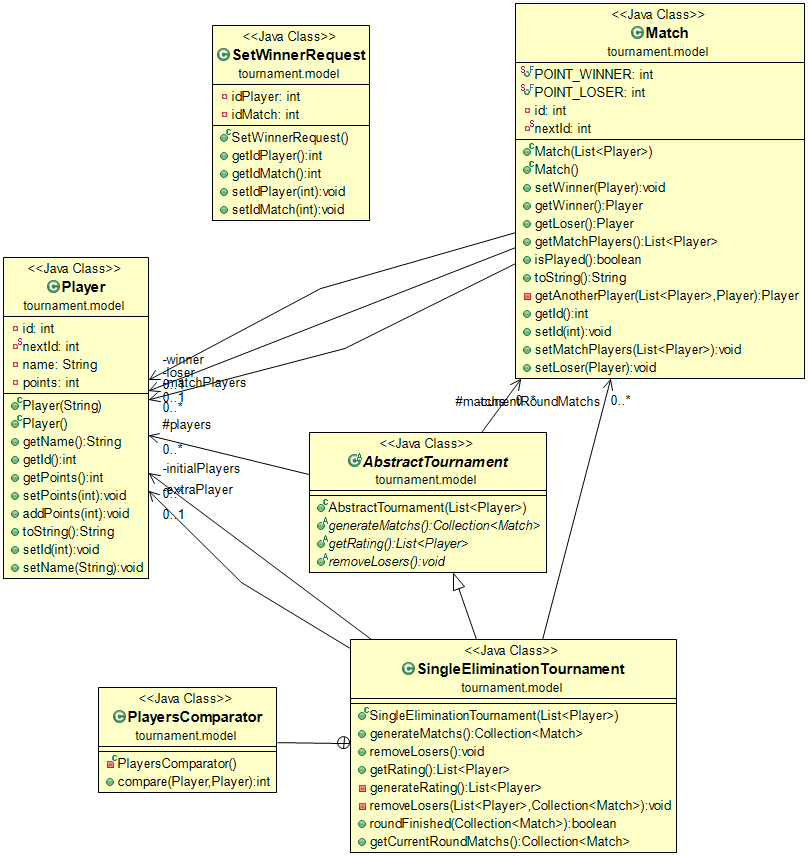 <<Java Class>>
SetWinnerRequest
tournament.model
idPlayer: int
idMatch: int
SetWinnerRequest()
getIdPlayer():int
getIdMatch():int
setIdPlayer(int):void
setIdMatch(int):void
<<Java Class>>
Match
tournament.model
POINT_WINNER: int
POINT_LOSER: int
id: int
nextId: int
Match(List<Player>)
Match()
setWinner(Player):void
getWinner():Player
getLoser():Player
getMatchPlayers():List<Player>
isPlayed():boolean
toString():String
getAnotherPlayer(List<Player>,Player):Player
getId():int
setId(int):void
setMatchPlayers(List<Player>):void
setLoser(Player):void
<<Java Class>>
Player
tournament.model
id: int
nextId: int
name: String
points: int
Player(String)
Player()
getName():String
getId():int
getPoints():int
setPoints(int):void
addPoints(int):void
toString():String
setId(int):void
setName(String):void
-winner
-loser
0..1
-matchPlayers
0..1
0..*
#players
0..*
-initialPlayers
0..*
-extraPlayer
0..1
#matchs
0..*
0..*
<<Java Class>>
AbstractTournament
tournament.model
AbstractTournament(List<Player>)
generateMatchs():Collection<Match>
getRating():List<Player>
removeLosers():void
<<Java Class>>
SingleEliminationTournament
tournament.model
SingleEliminationTournament(List<Player>)
generateMatchs():Collection<Match>
removeLosers():void
getRating():List<Player>
generateRating():List<Player>
removeLosers(List<Player>,Collection<Match>):void
roundFinished(Collection<Match>):boolean
getCurrentRoundMatchs():Collection<Match>
<<Java Class>>
PlayersComparator
tournament.model
PlayersComparator()
compare(Player,Player):int